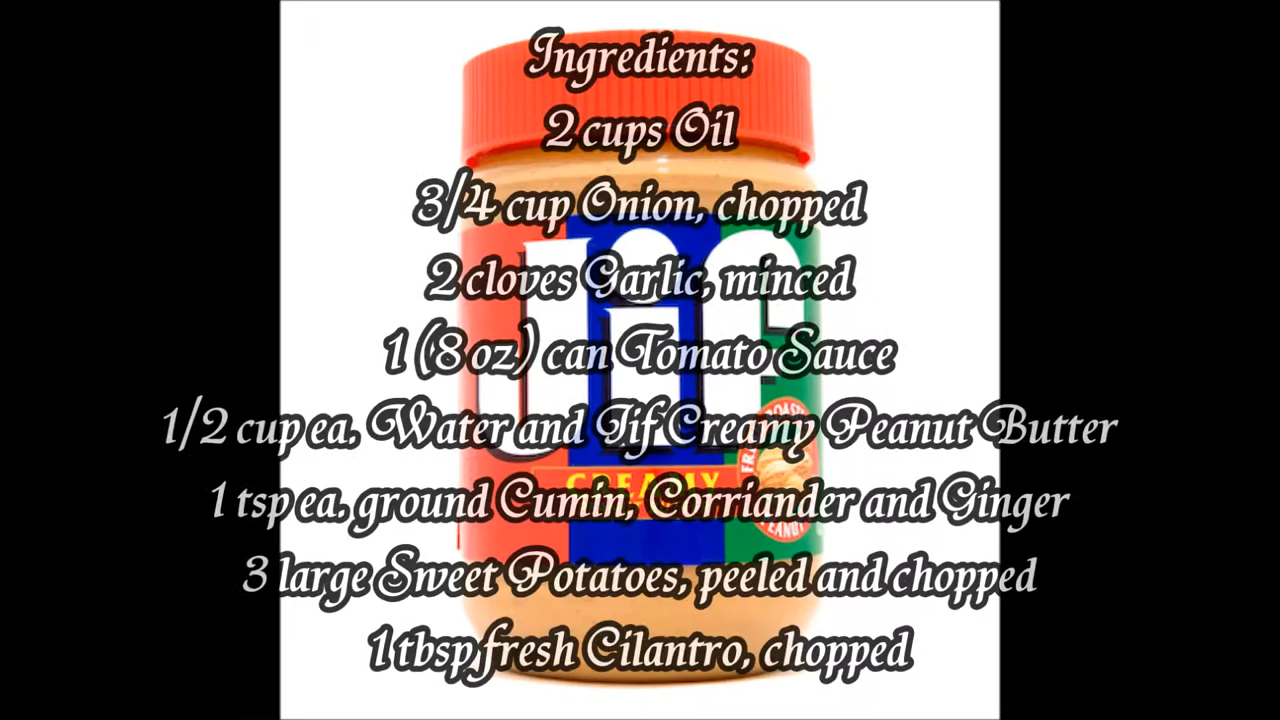 Ingredients:
2 cups Oil
3/4 cup Onion, chopped
2 cloves Garlic, minced
1 (8 oz) can Tomato Sauce
1/2 cup ea. Water and Jif Creamy Peanut Butter
1 tsp ea. ground Cumin, Corriander and Ginger
3 large Sweet Potatoes, peeled and chopped
1 tbsp fresh Cilantro, chopped
Jif
CREAMY